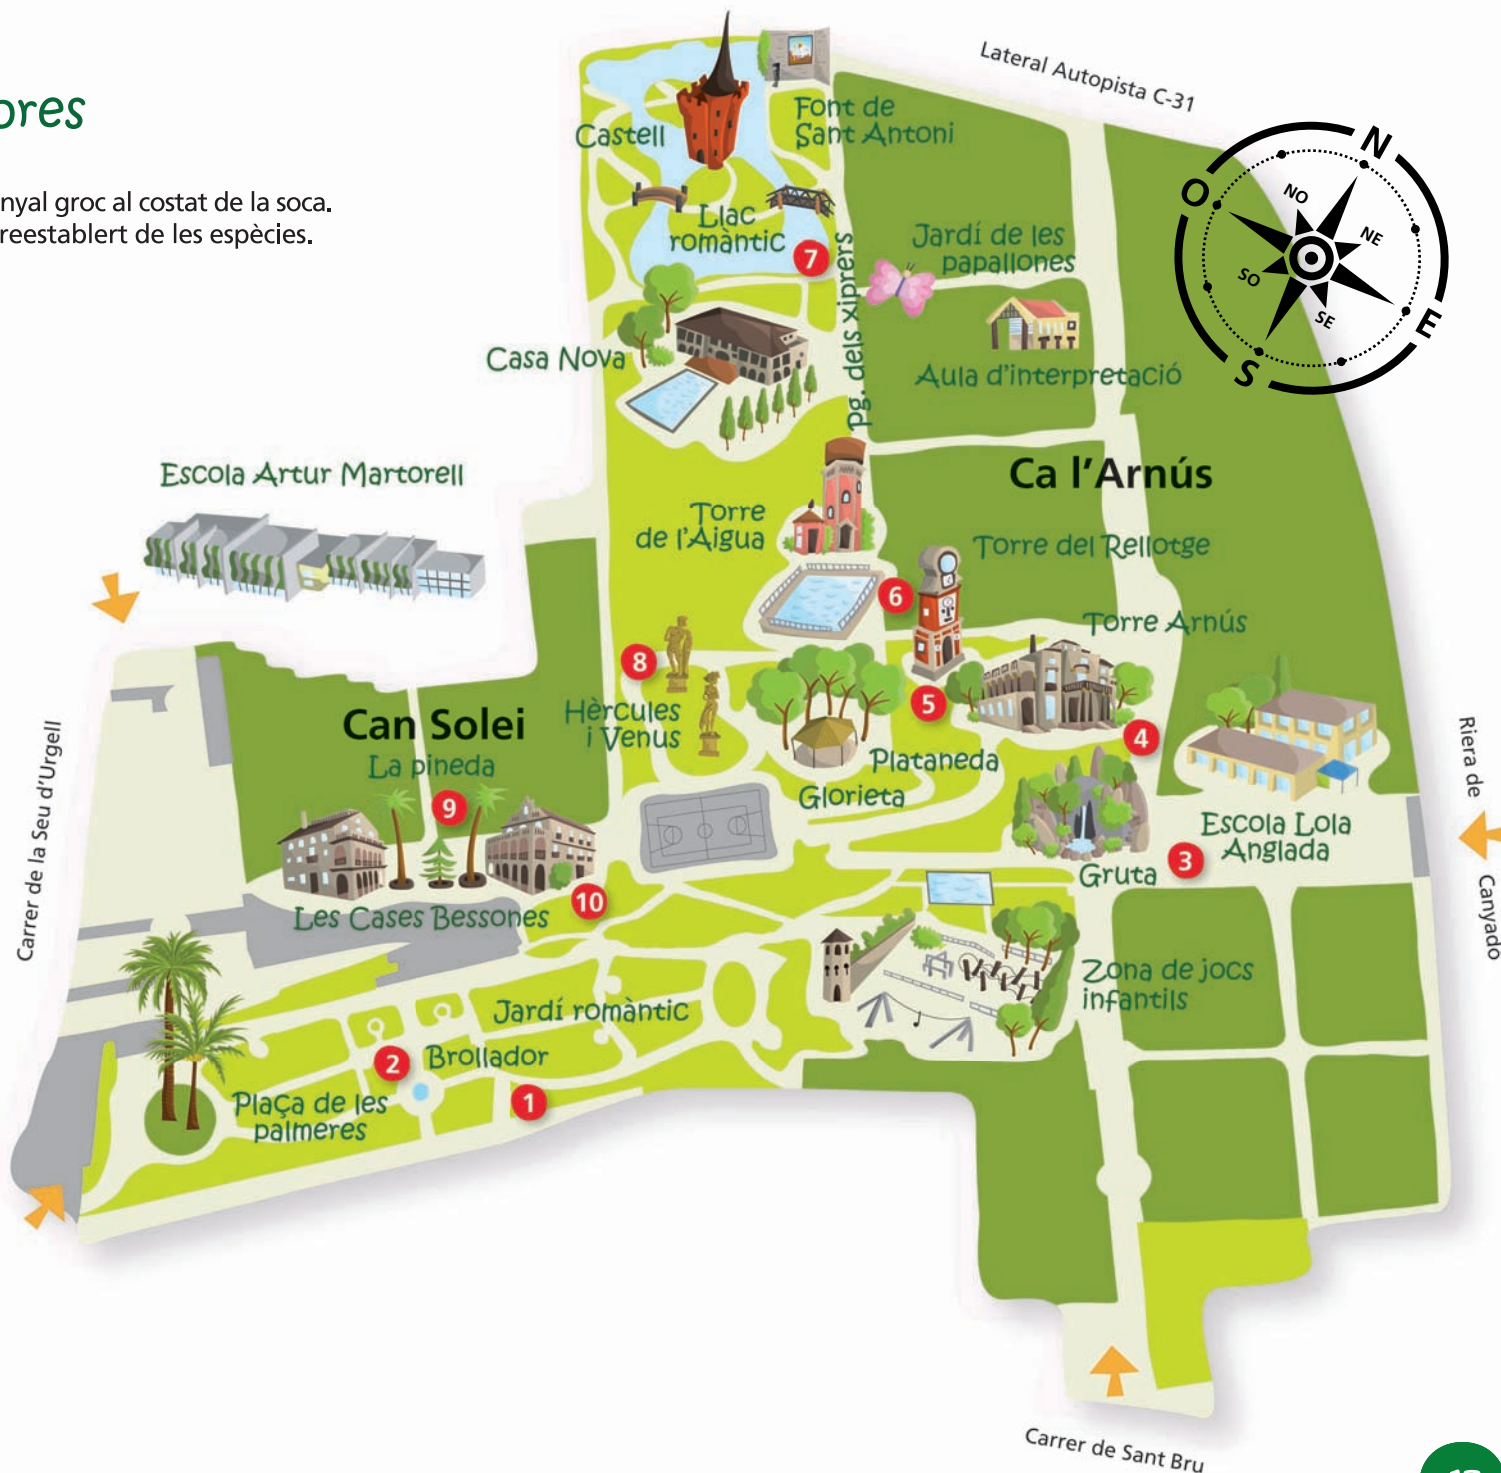 Lateral Autopista C-31
nyal groc al costat de la soca.
reestablert de les espècies.
Castell
Font de
Sant Antoni
Llac
romàntic
7
Pg. dels xiprers
Jardí de les
papallones
Aula d'interpretació
N
NE
E
SE
S
SO
O
NO
Casa Nova
Escola Artur Martorell
Ca l'Arnús
Torre
de l'Aigua
Torre del Rellotge
6
Torre Arnús
8
Hèrcules
i Venus
5
4
Plataneda
Glorieta
Can Solei
La pineda
9
Les Cases Bessones
10
Escola Lola
Anglada
Gruta
3
Riera de
Canyado
Carrer de la Seu d'Urgell
Zona de jocs
infantils
Jardí romàntic
2
Brollador
1
Plaça de les
palmeres
Carrer de Sant Bru